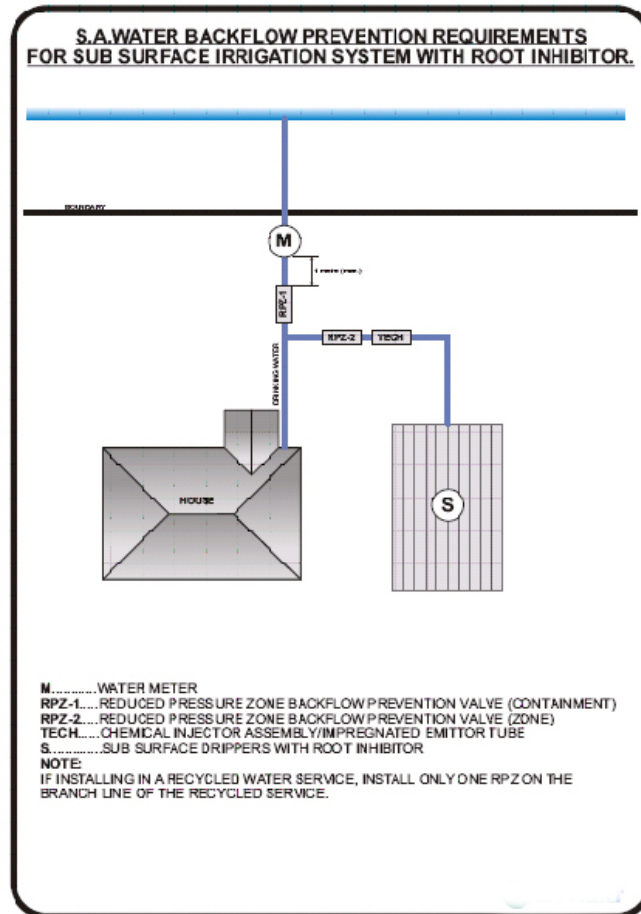 S.A.WATER BACKFLOW PREVENTION REQUIREMENTS
FOR SUB SURFACE IRRIGATION SYSTEM WITH ROOT INHIBITOR.
BOUNDARY
M
1 metre
RPZ-1
RPZ-2
TECH
DRINKING WATER
HOUSE
S
M...........WATER METER
RPZ-1....REDUCED PRESSURE ZONE BACKFLOW PREVENTION VALVE (CONTAINMENT)
RPZ-2....REDUCED PRESSURE ZONE BACKFLOW PREVENTION VALVE (ZONE)
TECH.....CHEMICAL INJECTOR ASSEMBLY/IMPREGNATED EMITTOR TUBE
S.............SUB SURFACE DRIPPERS WITH ROOT INHIBITOR
NOTE:
IF INSTALLING IN A RECYCLED WATER SERVICE, INSTALL ONLY ONE RPZ ON THE
BRANCH LINE OF THE RECYCLED SERVICE.